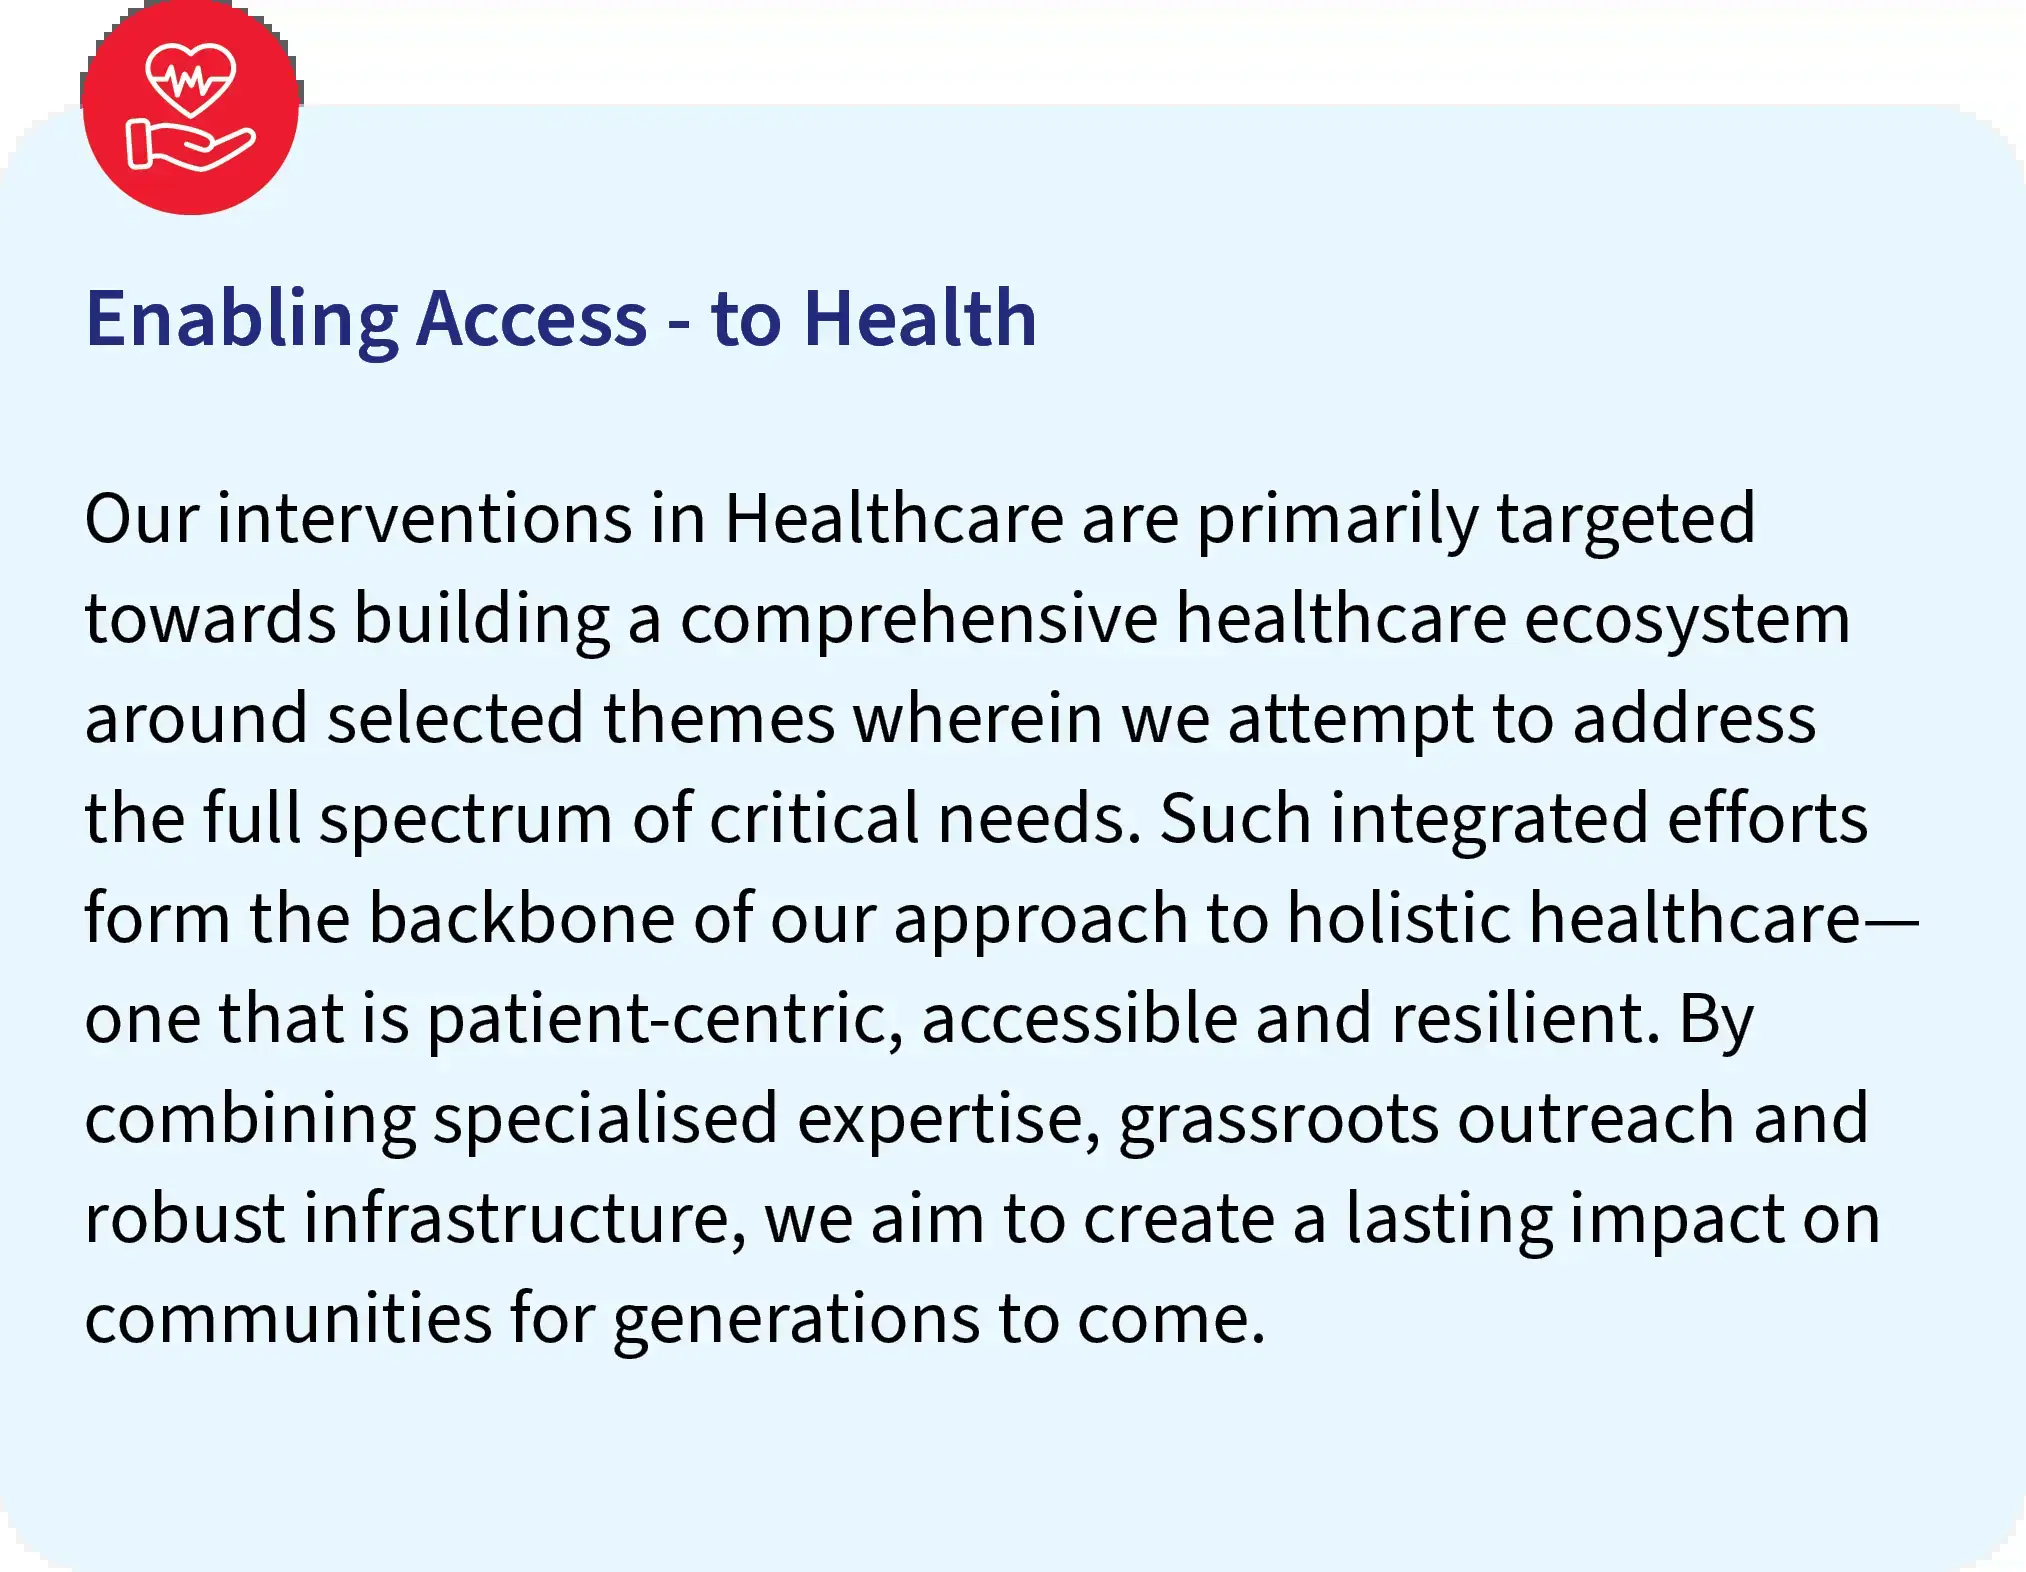 Enabling Access - to Health
Our interventions in Healthcare are primarily targeted
towards building a comprehensive healthcare ecosystem
around selected themes wherein we attempt to address
the full spectrum of critical needs. Such integrated efforts
form the backbone of our approach to holistic healthcare—
one that is patient-centric, accessible and resilient. By
combining specialised expertise, grassroots outreach and
robust infrastructure, we aim to create a lasting impact on
communities for generations to come.